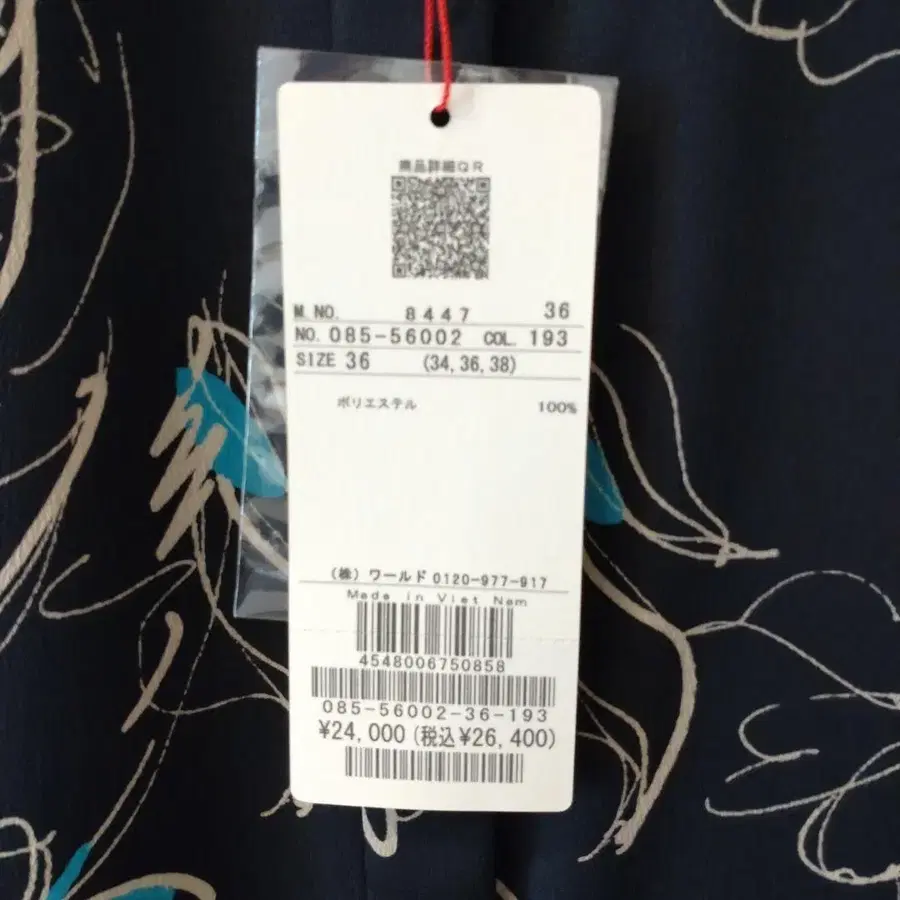 商品詳細QR
M.NO. 8447 36
NO. 085-56002 COL. 193
SIZE 36 (34,36,38)
ポリエステル 100%
(株) ワールド 0120-977-917
Made in Viet Nam
4548006750858
085-56002-36-193
¥24,000 (税込¥26,400)